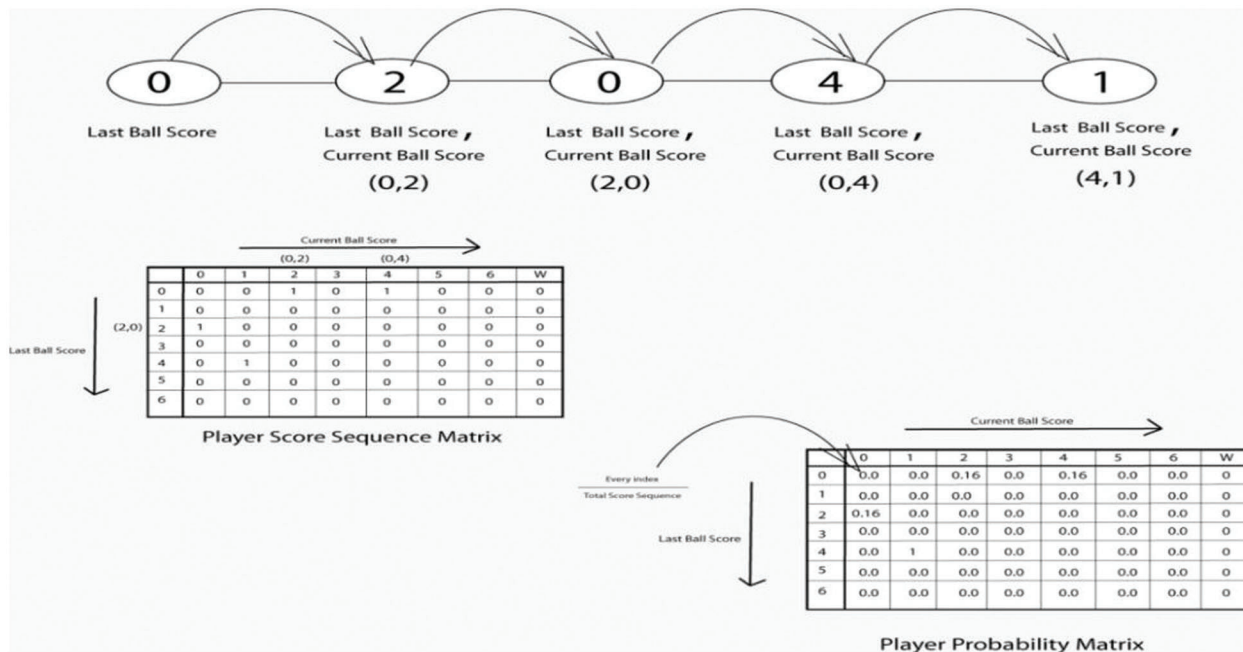 0 2 0 4 1
Last Ball Score
Last Ball Score ,
Current Ball Score
(0,2)
Last Ball Score ,
Current Ball Score
(2,0)
Last Ball Score ,
Current Ball Score
(0,4)
Last Ball Score ,
Current Ball Score
(4,1)
Current Ball Score
(0,2) (0,4)
0 1 2 3 4 5 6 W
0 0 0 1 0 1 0 0 0
1 0 0 0 0 0 0 0 0
(2,0) 2 1 0 0 0 0 0 0 0
3 0 0 0 0 0 0 0 0
4 0 1 0 0 0 0 0 0
5 0 0 0 0 0 0 0 0
6 0 0 0 0 0 0 0 0
Last Ball Score
Player Score Sequence Matrix
Every index
Total Score Sequence
Current Ball Score
Last Ball Score
0 1 2 3 4 5 6 W
0 0.0 0.0 0.16 0.0 0.16 0.0 0.0 0
1 0.0 0.0 0.0 0.0 0.0 0.0 0.0 0
2 0.16 0.0 0.0 0.0 0.0 0.0 0.0 0
3 0.0 0.0 0.0 0.0 0.0 0.0 0.0 0
4 0.0 1 0.0 0.0 0.0 0.0 0.0 0
5 0.0 0.0 0.0 0.0 0.0 0.0 0.0 0
6 0.0 0.0 0.0 0.0 0.0 0.0 0.0 0
Player Probability Matrix